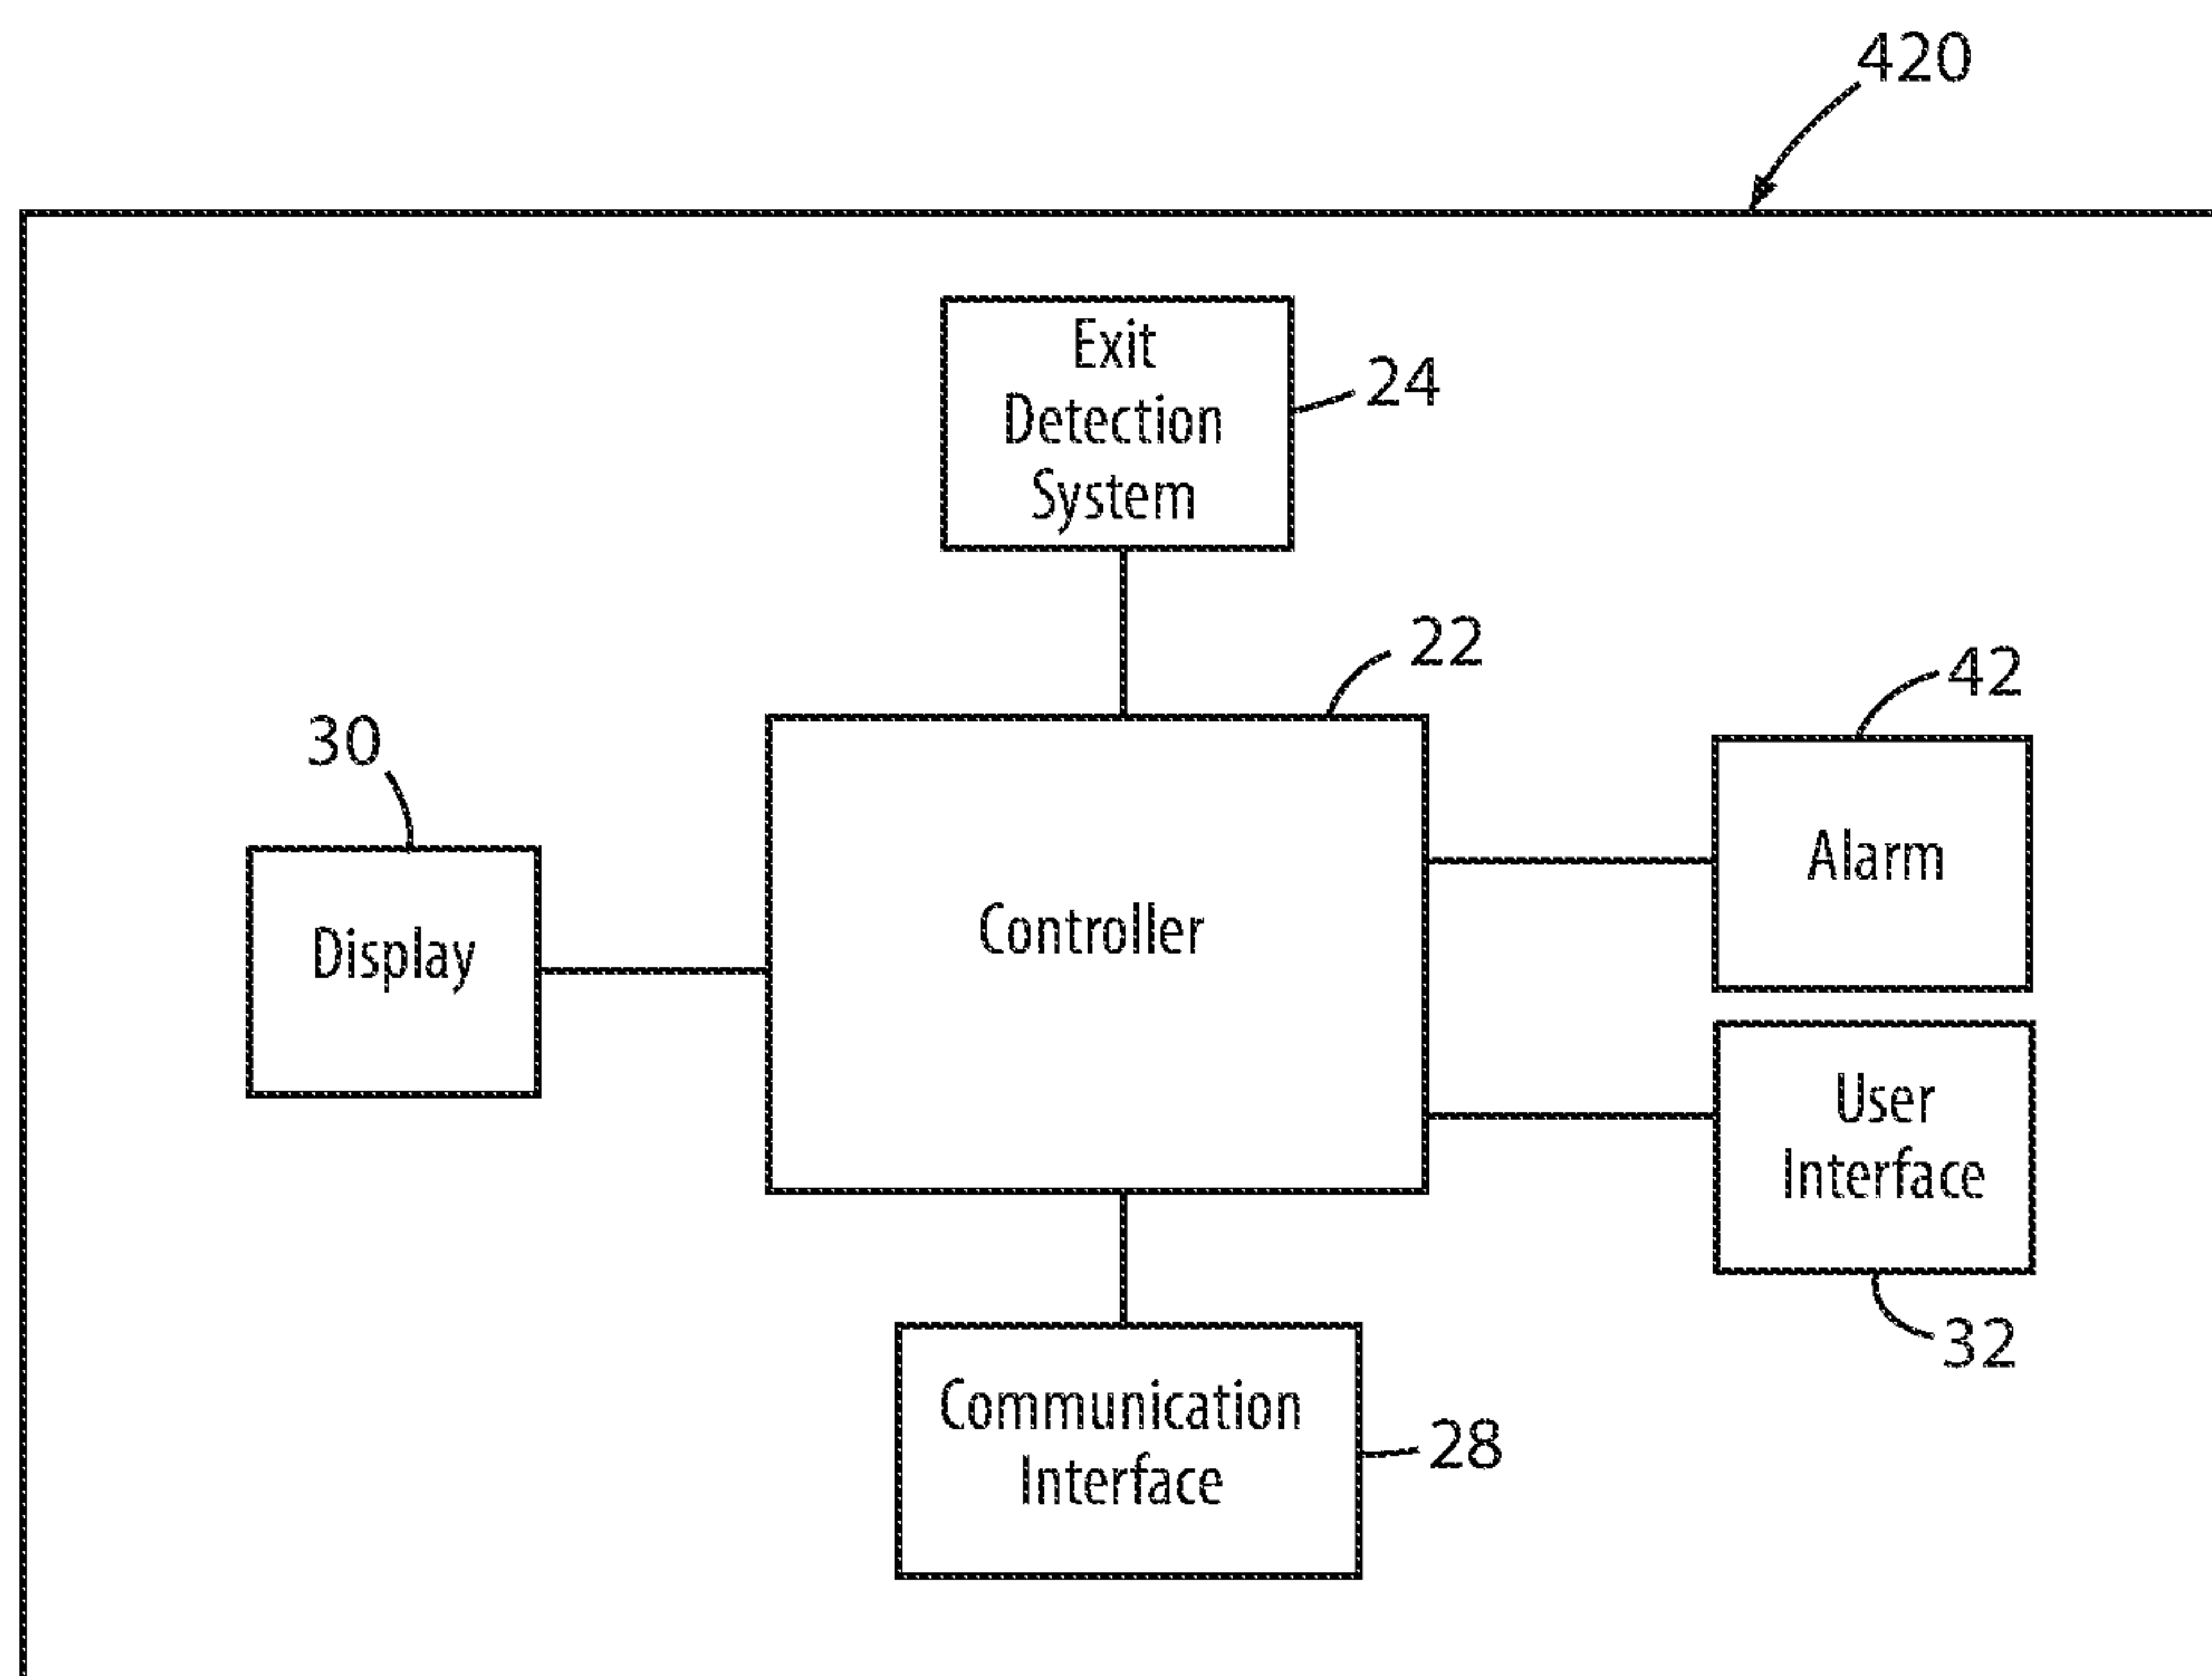 420
Exit
Detection
System
24
22
42
30
Alarm
Controller
Display
User
Interface
32
Communication
Interface
28